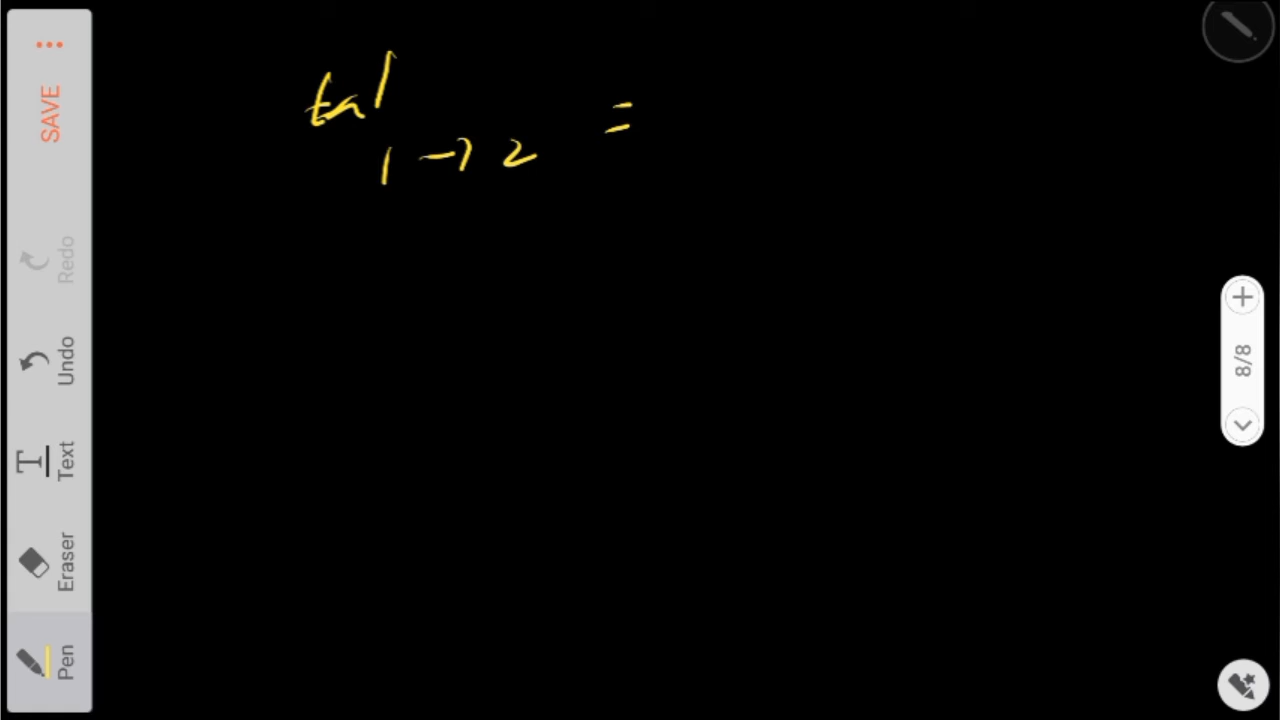 tal 1 → 2 =
SAVE
Redo
Undo
Text
Eraser
Pen
8/8